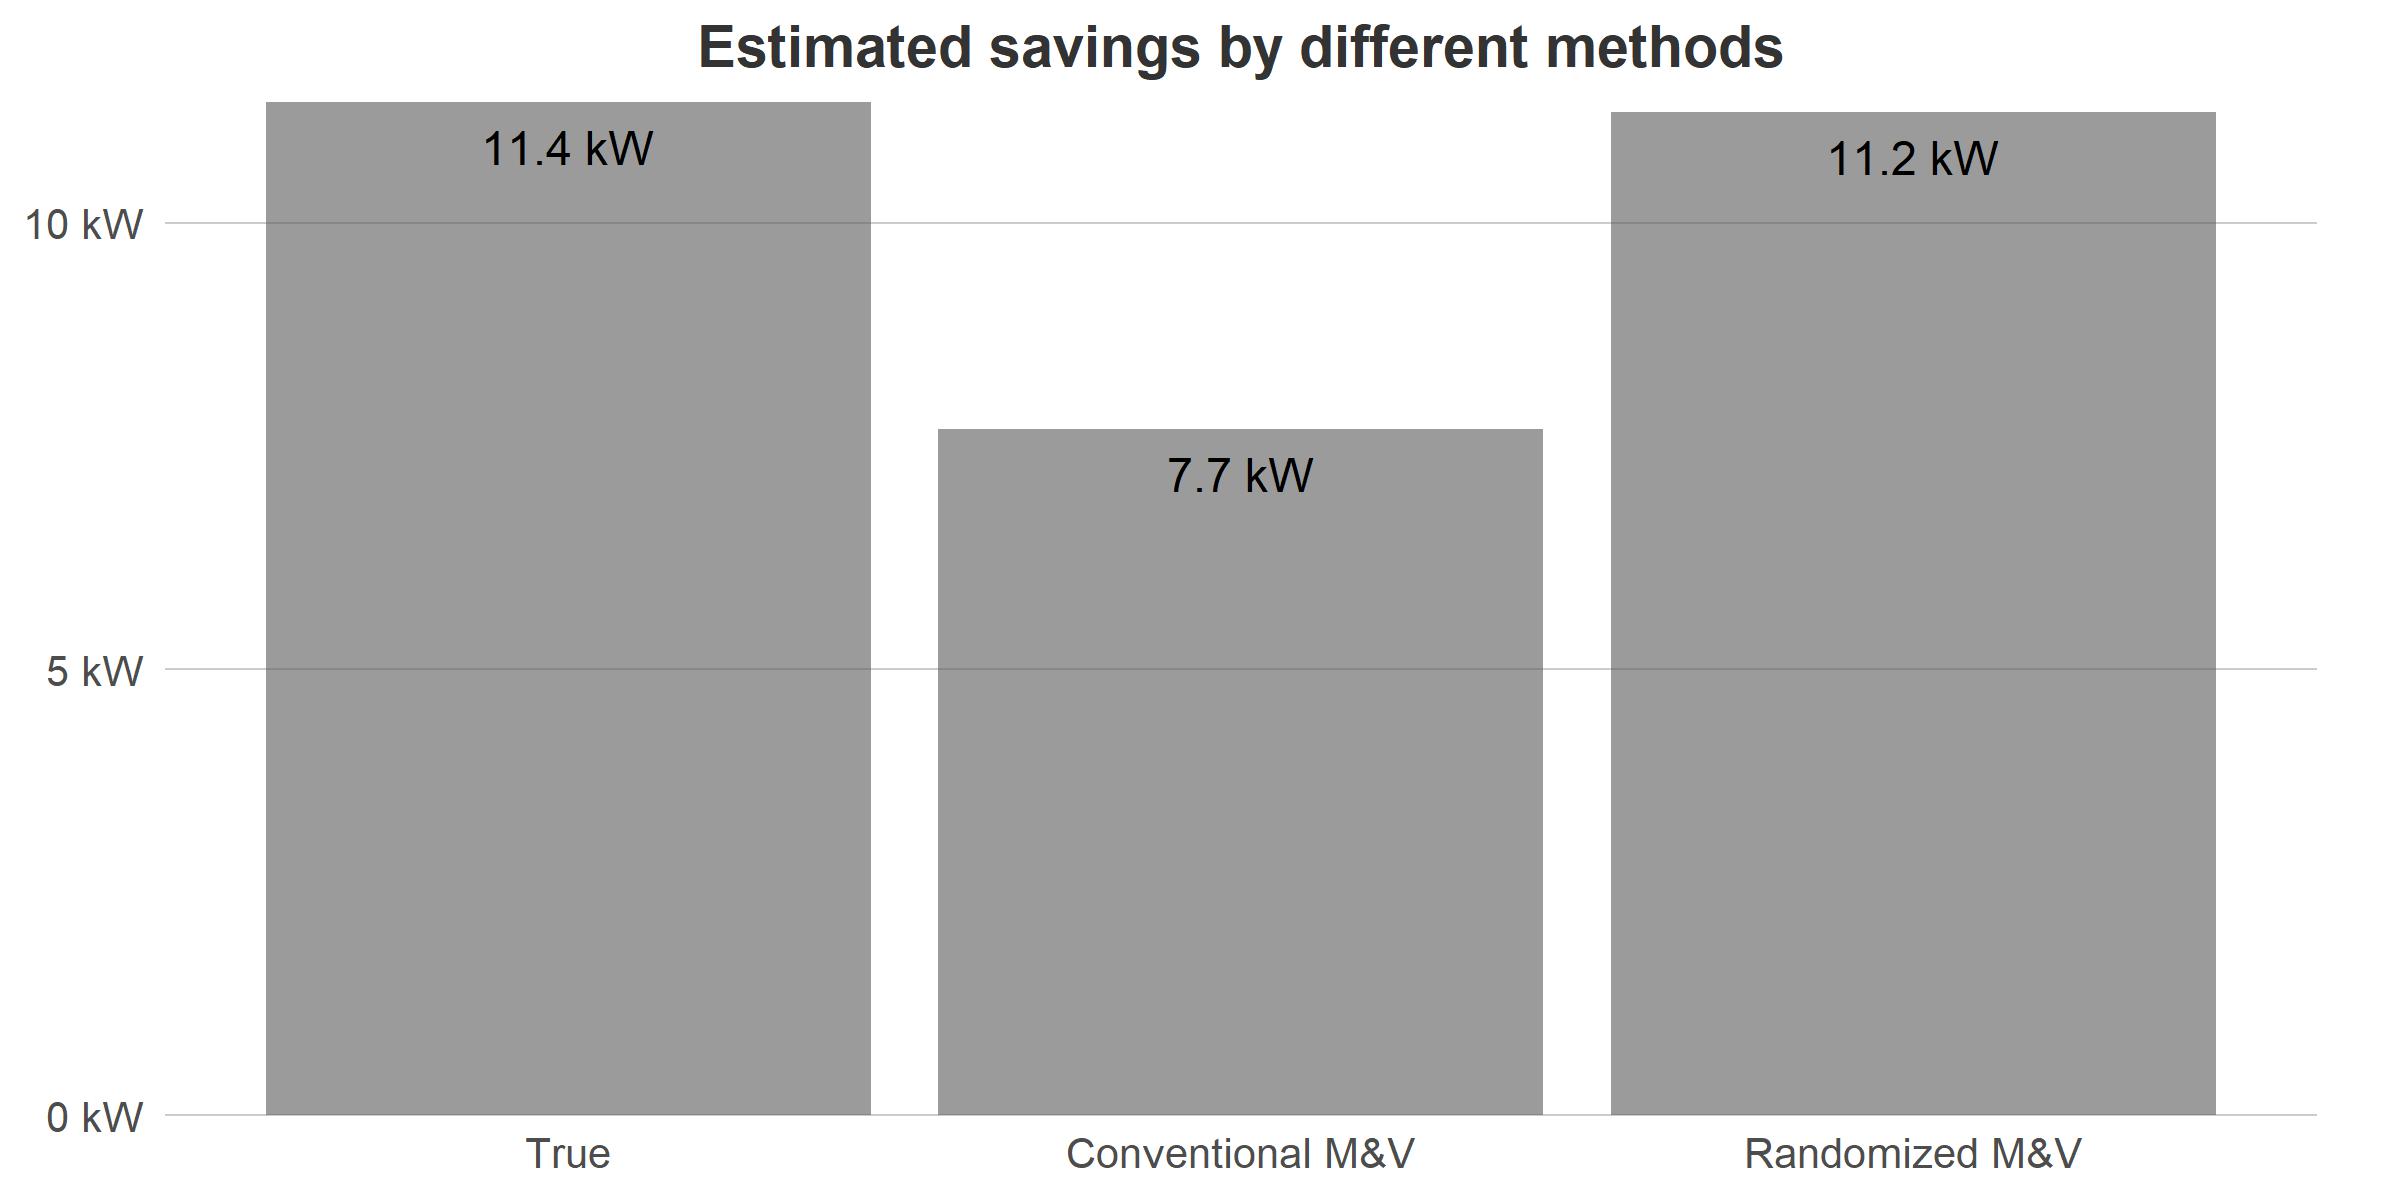 Estimated savings by different methods
11.4 kW
11.2 kW
10 kW
7.7 kW
5 kW
0 kW
True
Conventional M&V
Randomized M&V